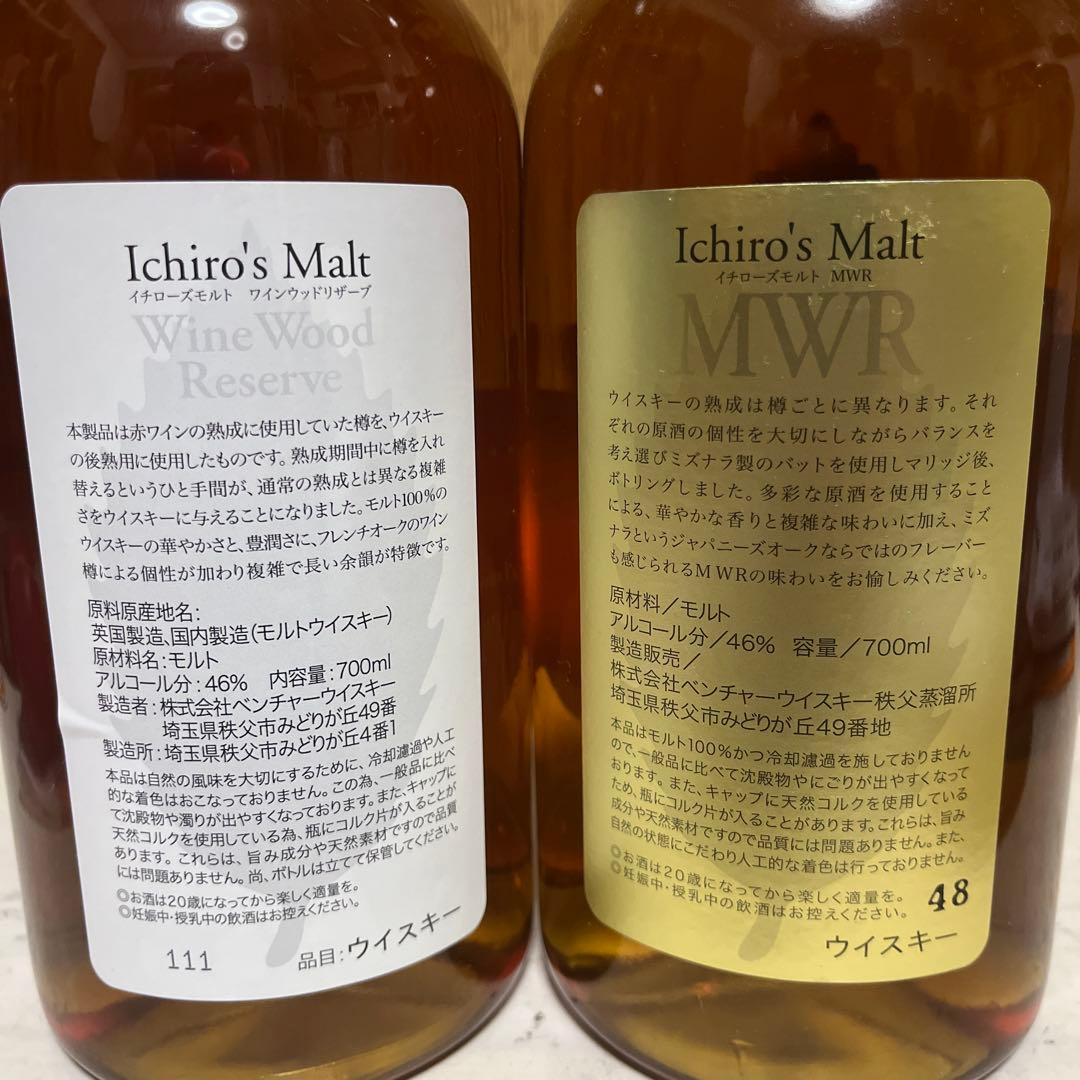 Ichiro's Malt
イチローズモルト　ワインウッドリザーブ
Wine Wood
Reserve
本製品は赤ワインの熟成に使用していた樽を、ウイスキー
の後熟用に使用したものです。熟成期間中に樽を入れ
替えるというひと手間が、通常の熟成とは異なる複雑
さをウイスキーに与えることになりました。モルト100%の
ウイスキーの華やかさと、豊潤さに、フレンチオークのワイン
樽による個性が加わり複雑で長い余韻が特徴です。
原料原産地名：
英国製造、国内製造(モルトウイスキー)
原材料名：モルト
アルコール分：46%　内容量：700ml
製造者：株式会社ベンチャーウイスキー
埼玉県秩父市みどりが丘49番
製造所：埼玉県秩父市みどりが丘4番1
本品は自然の風味を大切にするために、冷却濾過や人工
的な着色はおこなっておりません。この為、一般品に比べ
て沈殿物や濁りが出やすくなっております。また、キャップに
天然コルクを使用している為、瓶にコルク片が入ることが
あります。これらは、旨み成分や天然素材ですので品質
には問題ありません。尚、ボトルは立てて保管してください。
◎お酒は20歳になってから楽しく適量を。
◎妊娠中・授乳中の飲酒はお控えください。
111
品目：ウイスキー
Ichiro's Malt
イチローズモルト　MWR
MWR
ウイスキーの熟成は樽ごとに異なります。それ
ぞれの原酒の個性を大切にしながらバランスを
考え選びミズナラ製のバットを使用しマリッジ後、
ボトリングしました。多彩な原酒を使用すること
による、華やかな香りと複雑な味わいに加え、ミズ
ナラというジャパニーズオークならではのフレーバー
も感じられるMWRの味わいをお愉しみください。
原材料／モルト
アルコール分／46%　容量／700ml
製造販売／
株式会社ベンチャーウイスキー秩父蒸溜所
埼玉県秩父市みどりが丘49番地
本品はモルト100%かつ冷却濾過を施しておりません
ので、一般品に比べて沈殿物やにごりが出やすくなって
おります。また、キャップに天然コルクを使用している
ため、瓶にコルク片が入ることがあります。これらは、旨み
成分や天然素材ですので品質には問題ありません。また、
自然の状態にこだわり人工的な着色は行っておりません。
◎お酒は20歳になってから楽しく適量を。
◎妊娠中・授乳中の飲酒はお控えください。
48
ウイスキー